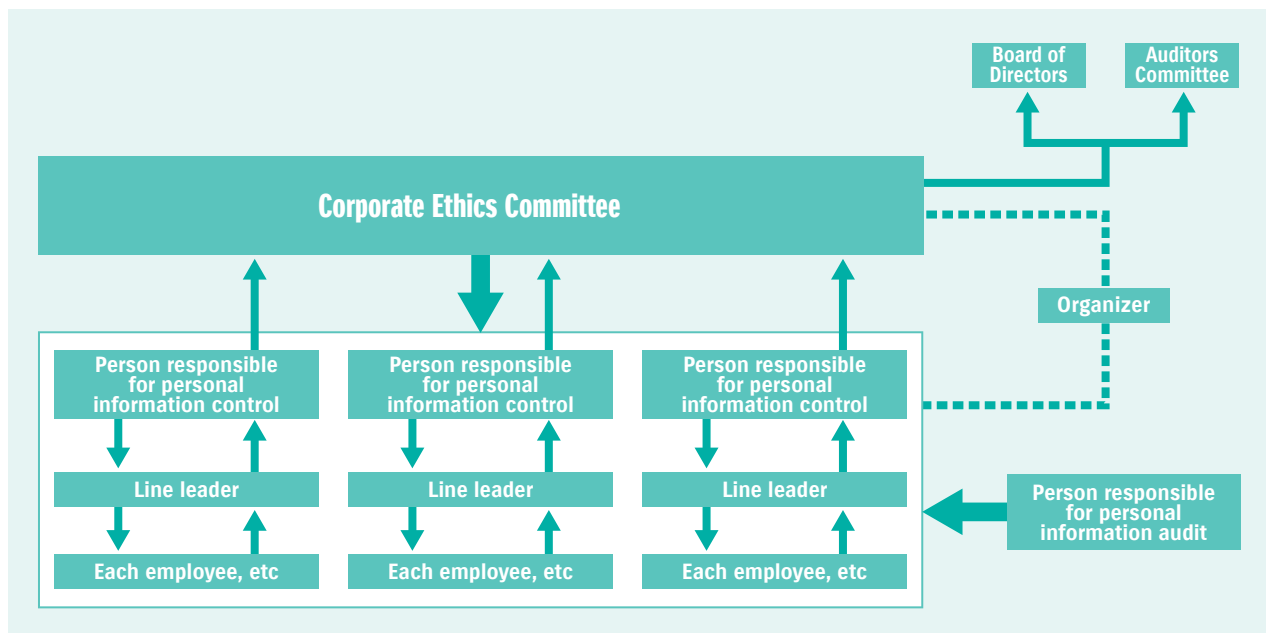 Board of
Directors
Auditors
Committee
Corporate Ethics Committee
Organizer
Person responsible
for personal
information control
Person responsible
for personal
information control
Person responsible
for personal
information control
Line leader
Line leader
Line leader
Person responsible
for personal
information audit
Each employee, etc
Each employee, etc
Each employee, etc